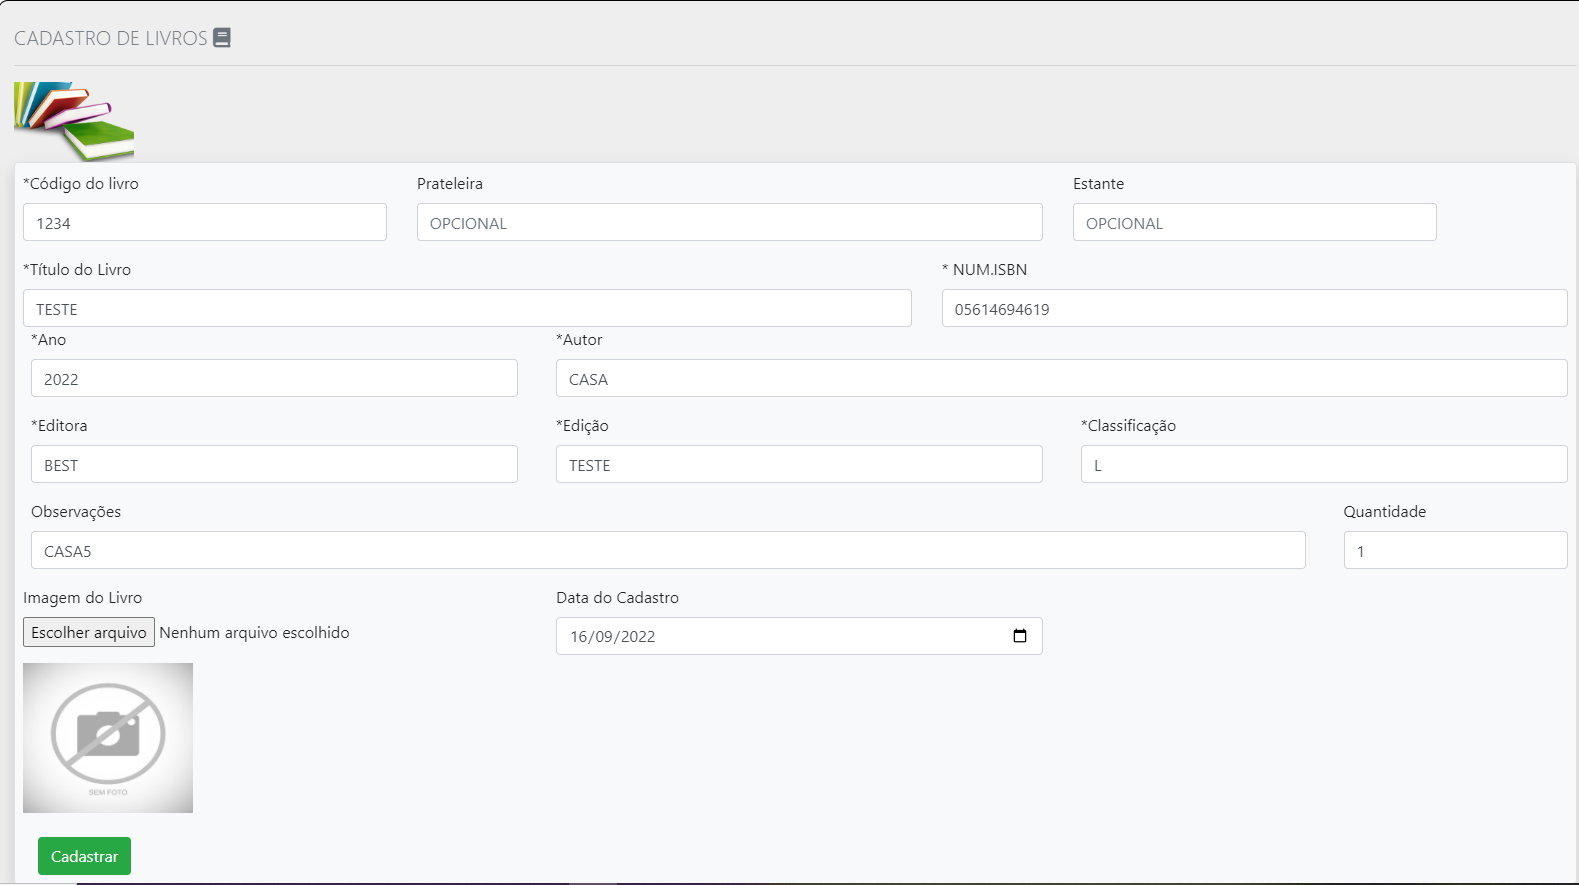 CADASTRO DE LIVROS
*Código do livro Prateleira Estante
1234 OPCIONAL OPCIONAL
*Título do Livro * NUM.ISBN
TESTE 05614694619
*Ano *Autor
2022 CASA
*Editora *Edição *Classificação
BEST TESTE L
Observações Quantidade
CASA5 1
Imagem do Livro Data do Cadastro
Escolher arquivo Nenhum arquivo escolhido 16/09/2022
SEM FOTO
Cadastrar